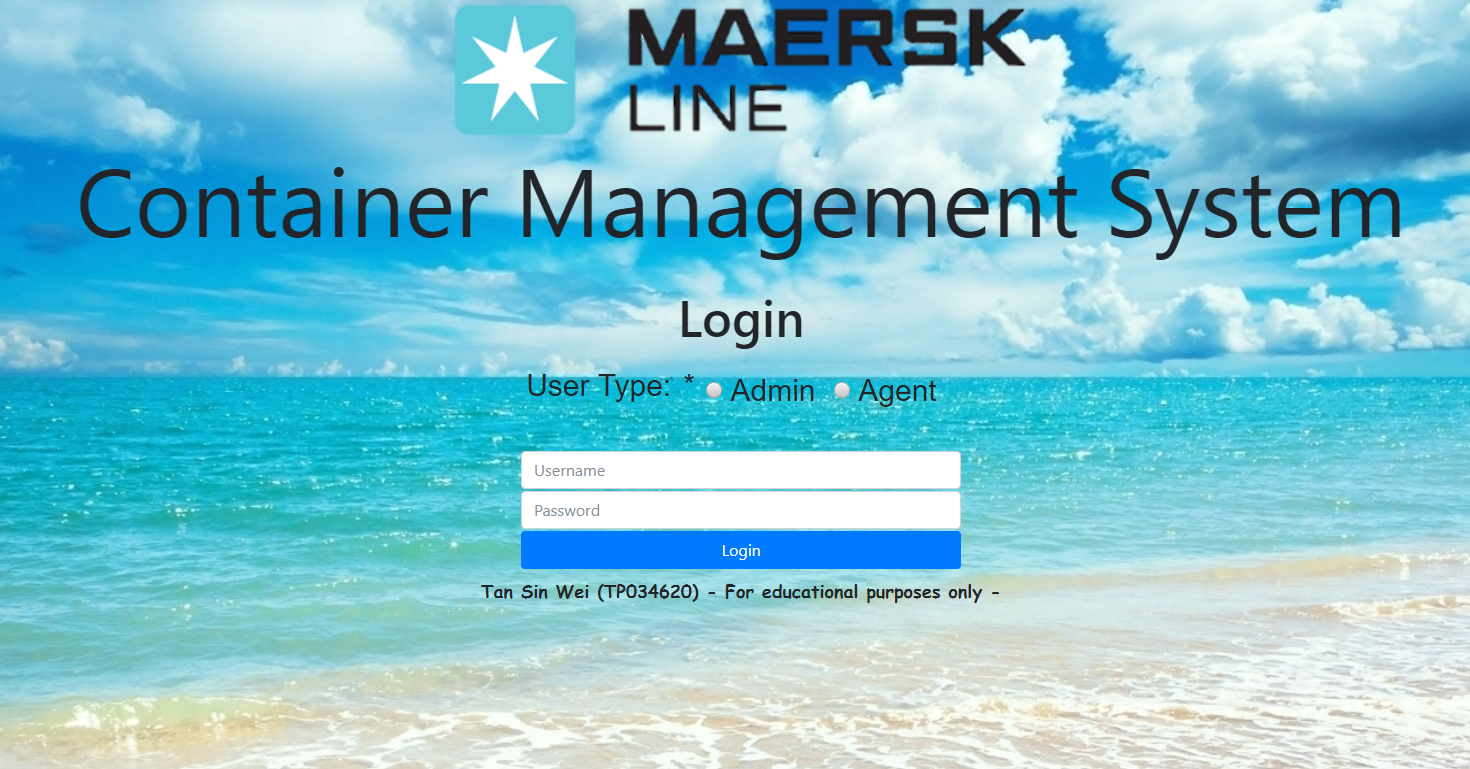 MAERSK
LINE
Container Management System
Login
User Type: * Admin Agent
Username
Password
Login
Tan Sin Wei (TP034620) - For educational purposes only -